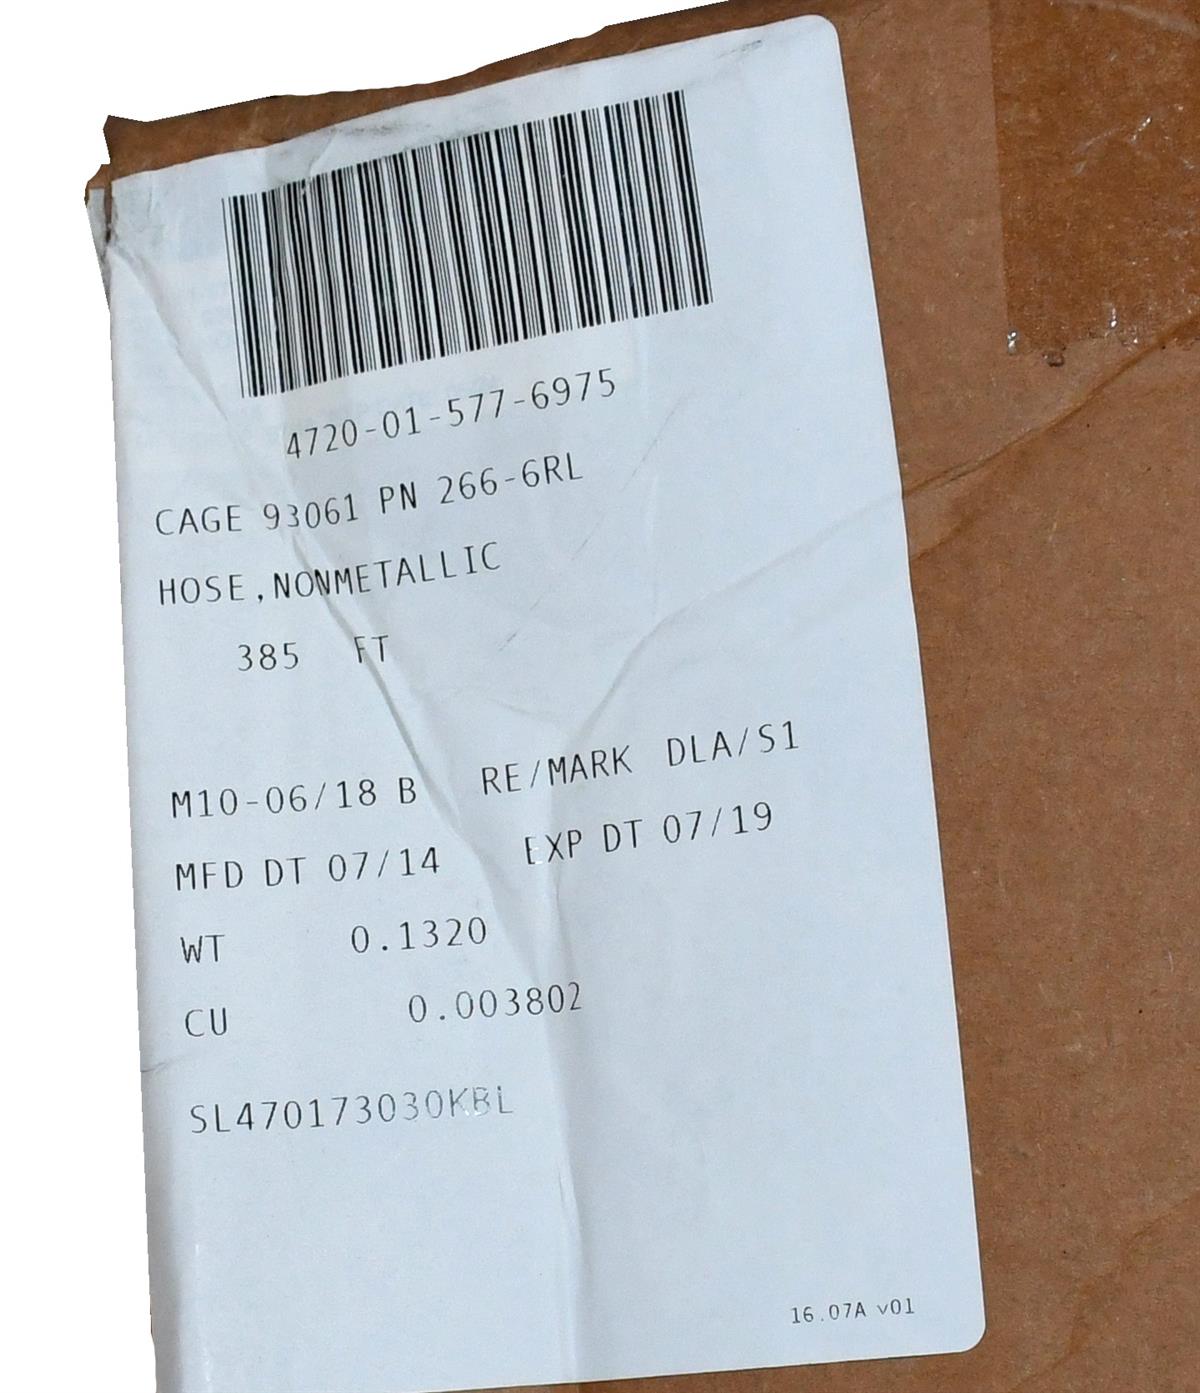 4720-01-577-6975
CAGE 93061 PN 266-6RL
HOSE,NONMETALLIC
385 FT
M10-06/18 B RE/MARK DLA/S1
MFD DT 07/14 EXP DT 07/19
WT 0.1320
CU 0.003802
SL470173030KBL
16.07A v01